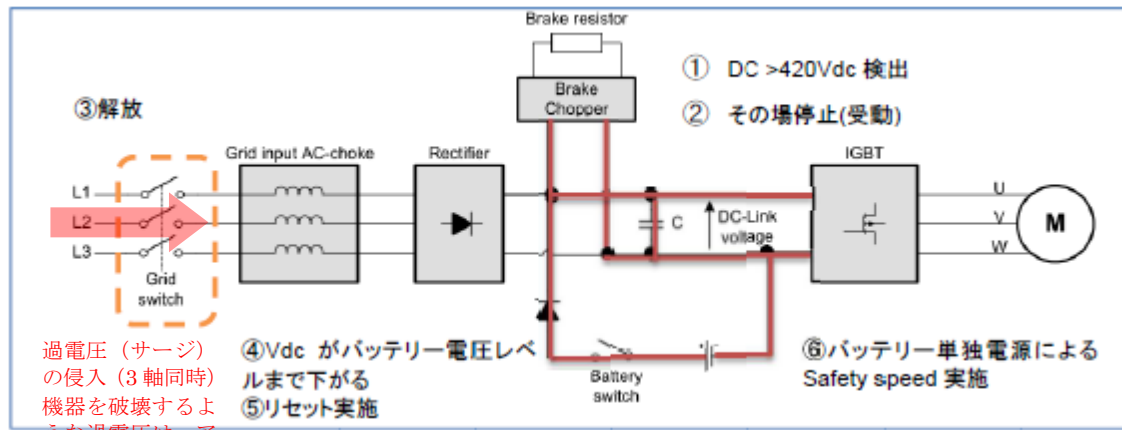 Brake resistor
Brake
Chopper
① DC >420Vdc 検出
② その場停止(受動)
③解放
Grid input AC-choke
Rectifier
IGBT
L1
L2
L3
Grid
switch
C
DC-Link
voltage
U
V
W
M
過電圧（サージ）
の侵入（3 軸同時）
機器を破壊するよ
④Vdc がバッテリー電圧レベ
ルまで下がる
⑤リセット実施
Battery
switch
⑥バッテリー単独電源による
Safety speed 実施